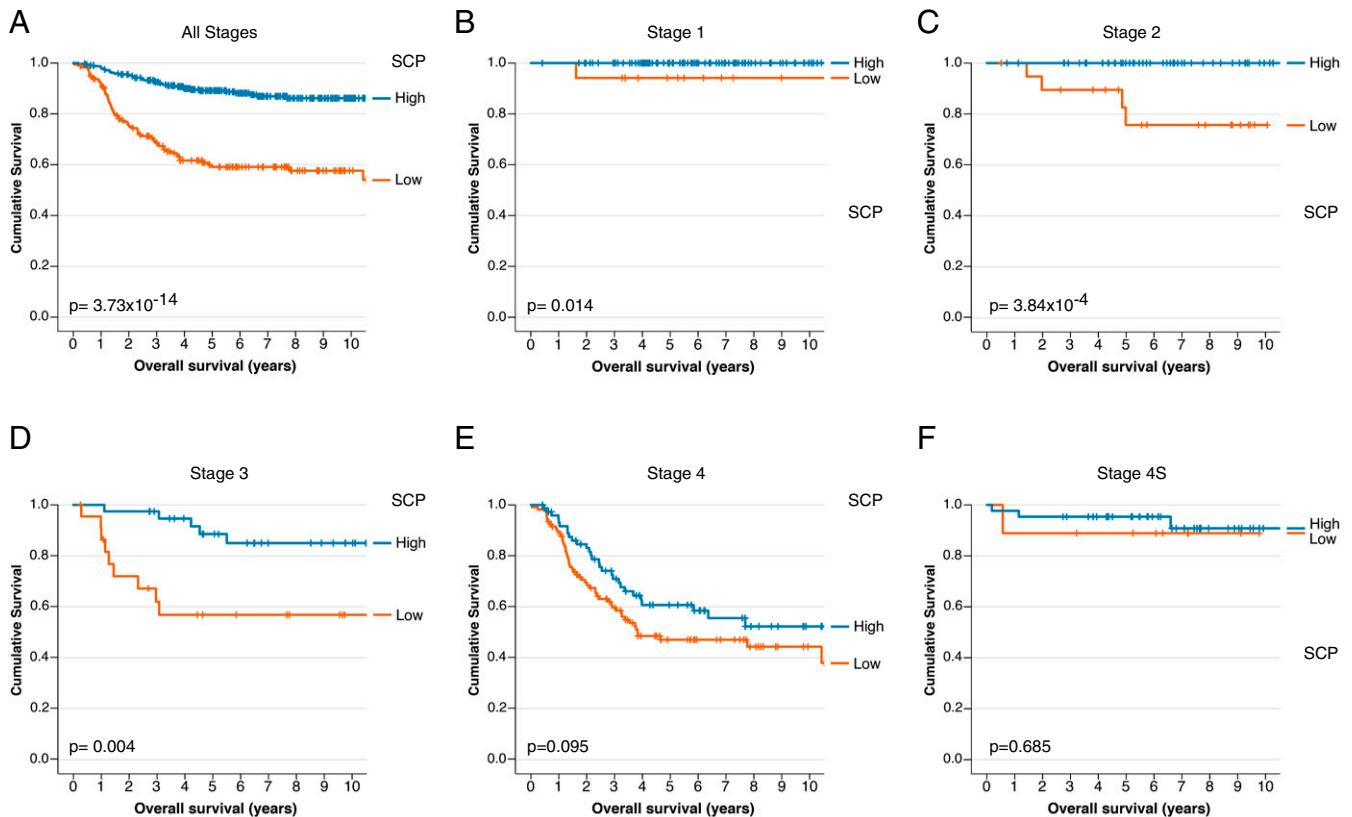 A
All Stages
SCP
High
Low
1.0
0.8
0.6
0.4
0.2
0.0
Cumulative Survival
p= 3.73x10-14
0 1 2 3 4 5 6 7 8 9 10
Overall survival (years)
B
Stage 1
High
Low
SCP
1.0
0.8
0.6
0.4
0.2
0.0
Cumulative Survival
p= 0.014
0 1 2 3 4 5 6 7 8 9 10
Overall survival (years)
C
Stage 2
High
Low
SCP
1.0
0.8
0.6
0.4
0.2
0.0
Cumulative Survival
p= 3.84x10-4
0 1 2 3 4 5 6 7 8 9 10
Overall survival (years)
D
Stage 3
SCP
High
Low
1.0
0.8
0.6
0.4
0.2
0.0
Cumulative Survival
p= 0.004
0 1 2 3 4 5 6 7 8 9 10
Overall survival (years)
E
Stage 4
SCP
High
Low
1.0
0.8
0.6
0.4
0.2
0.0
Cumulative Survival
p=0.095
0 1 2 3 4 5 6 7 8 9 10
Overall survival (years)
F
Stage 4S
High
Low
SCP
1.0
0.8
0.6
0.4
0.2
0.0
Cumulative Survival
p=0.685
0 1 2 3 4 5 6 7 8 9 10
Overall survival (years)